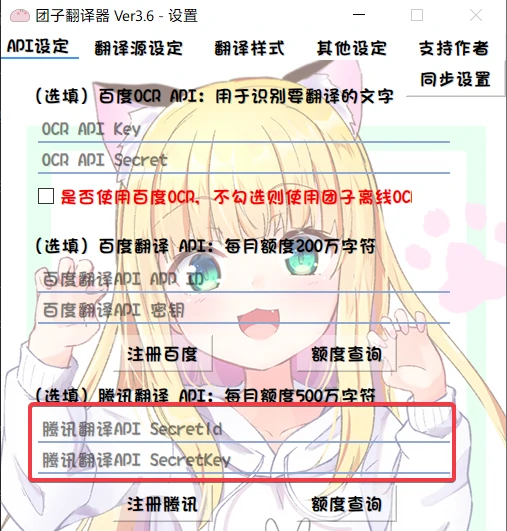 团子翻译器 Ver3.6 - 设置
API设定 翻译源设定 翻译样式 其他设定 支持作者
同步设置
(选填) 百度OCR API: 用于识别要翻译的文字
OCR API Key
OCR API Secret
是否使用百度OCR, 不勾选则使用团子离线OC
(选填) 百度翻译 API: 每月额度200万字符
百度翻译API APP ID
百度翻译API 密钥
注册百度 额度查询
(选填) 腾讯翻译 API: 每月额度500万字符
腾讯翻译API SecretId
腾讯翻译API SecretKey
注册腾讯 额度查询